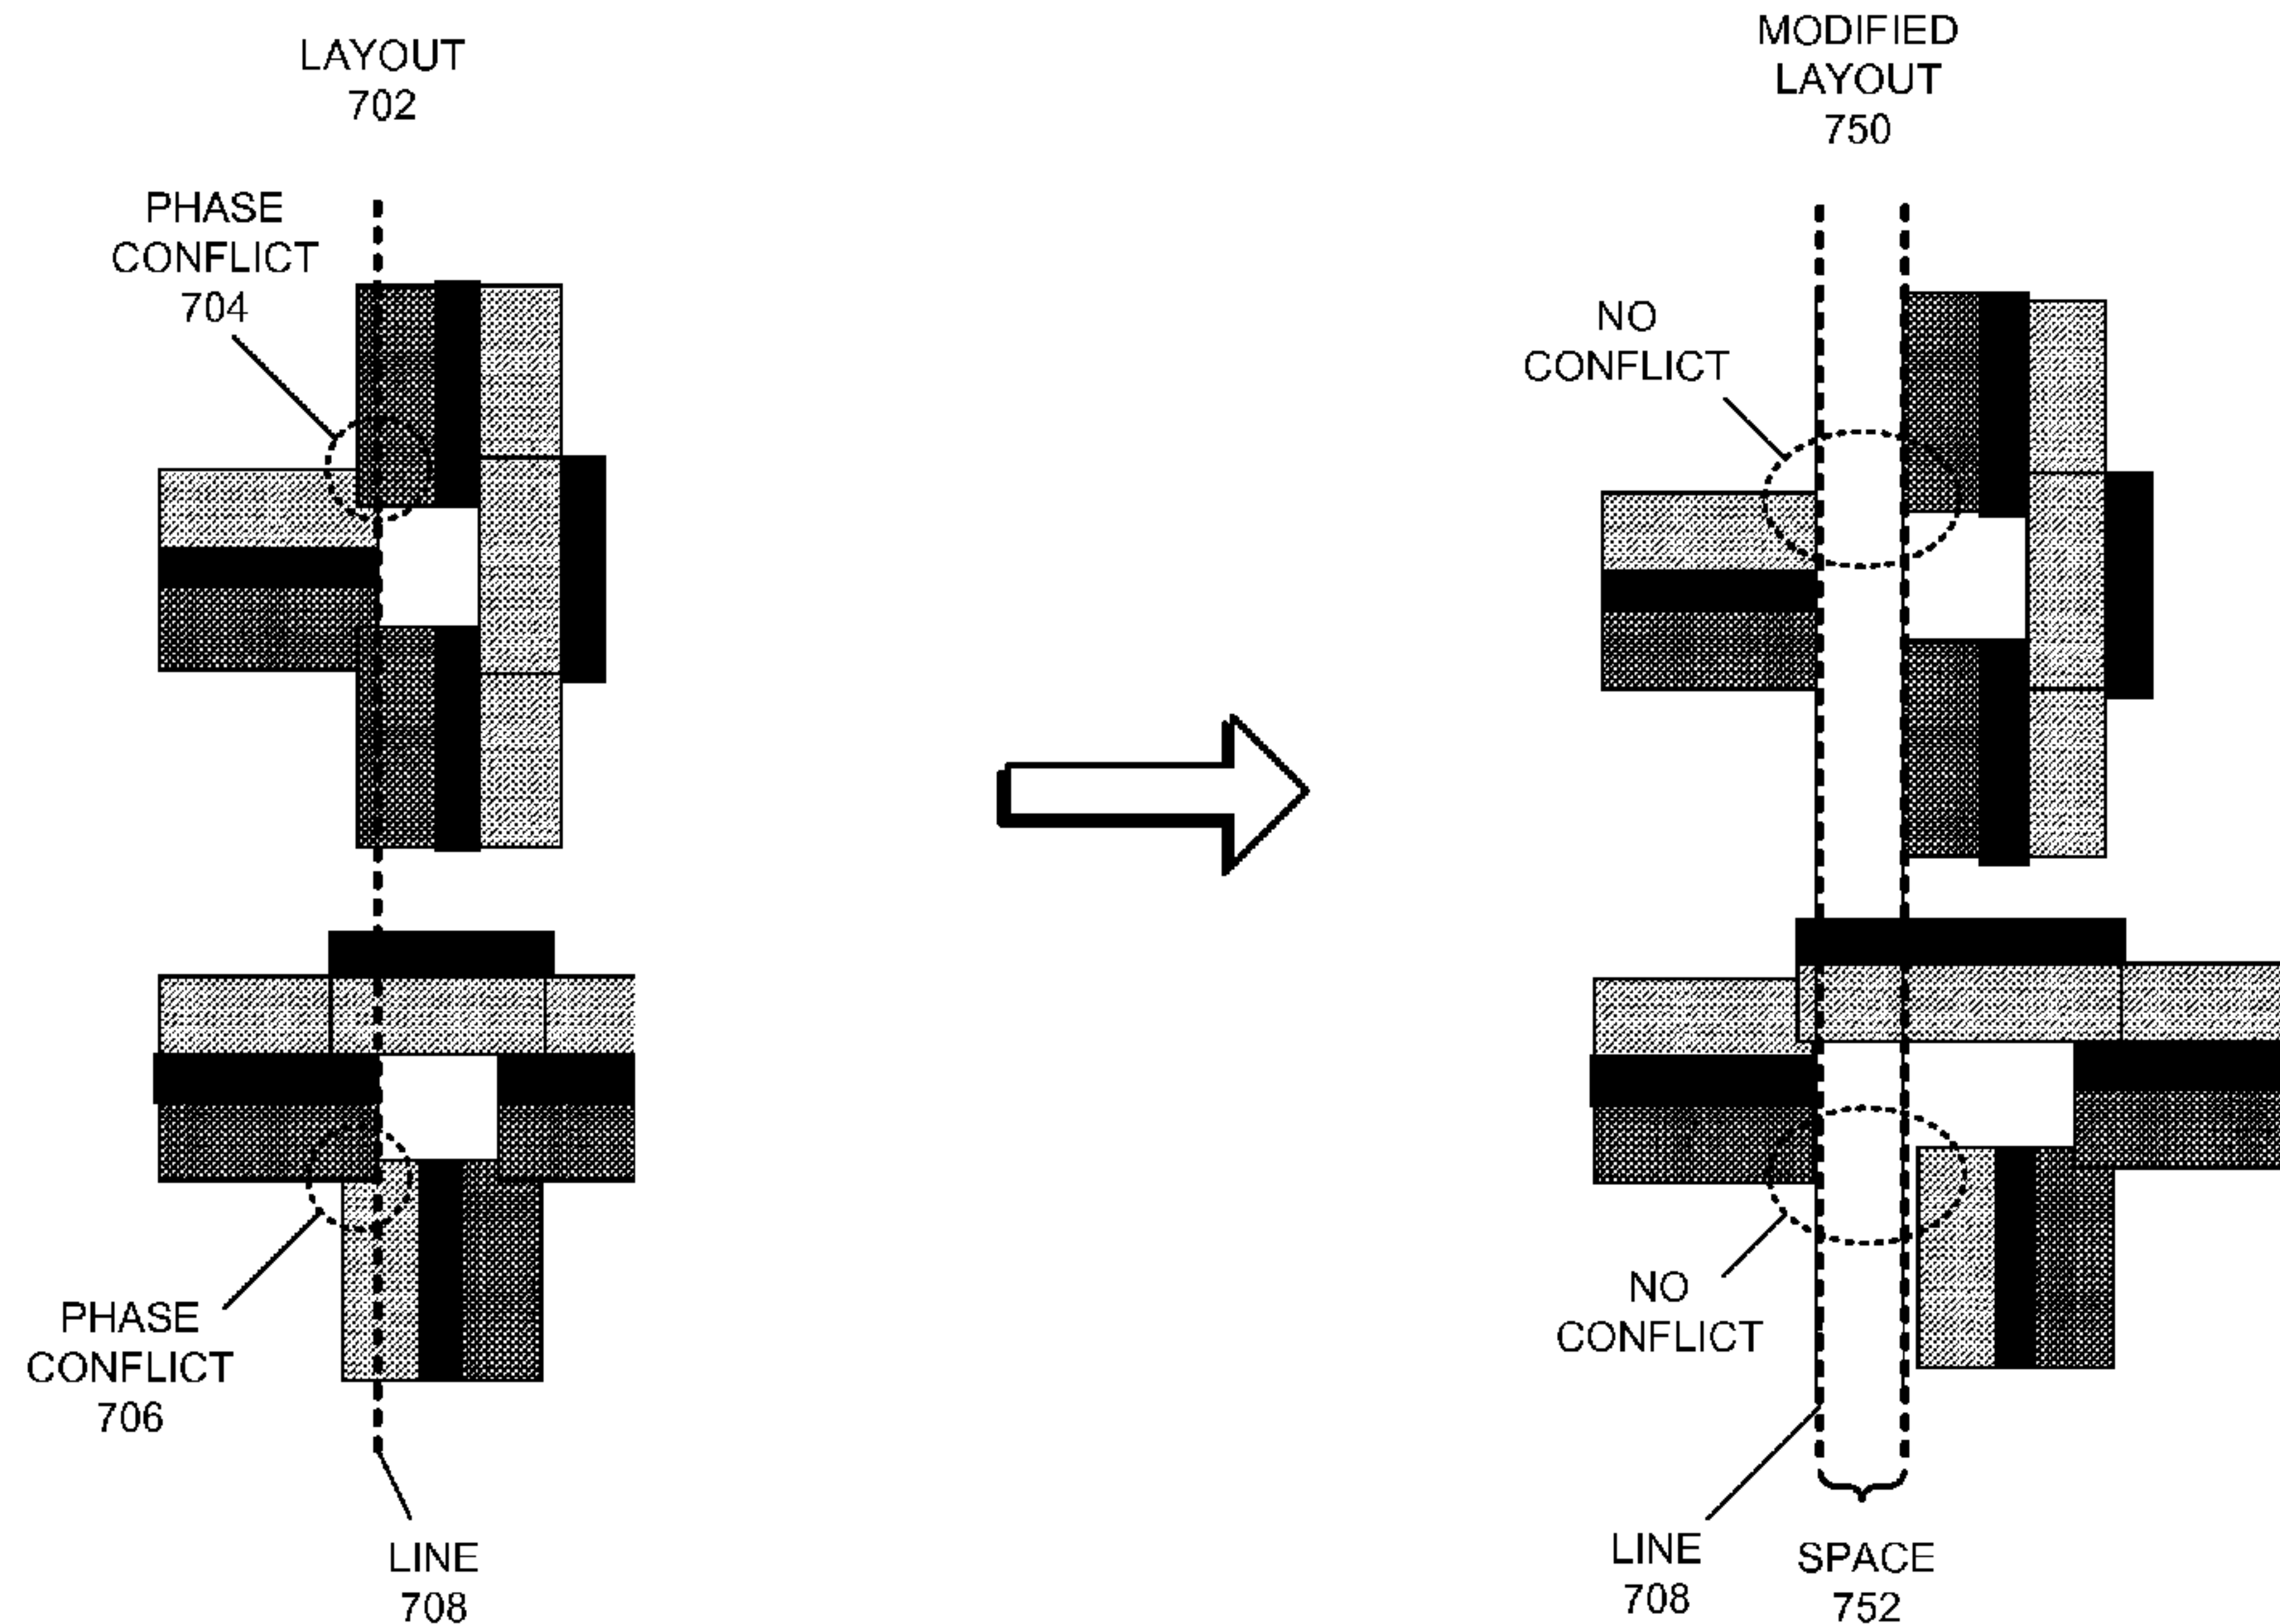 LAYOUT
702
PHASE
CONFLICT
704
PHASE
CONFLICT
706
LINE
708
MODIFIED
LAYOUT
750
NO
CONFLICT
NO
CONFLICT
LINE
708
SPACE
752